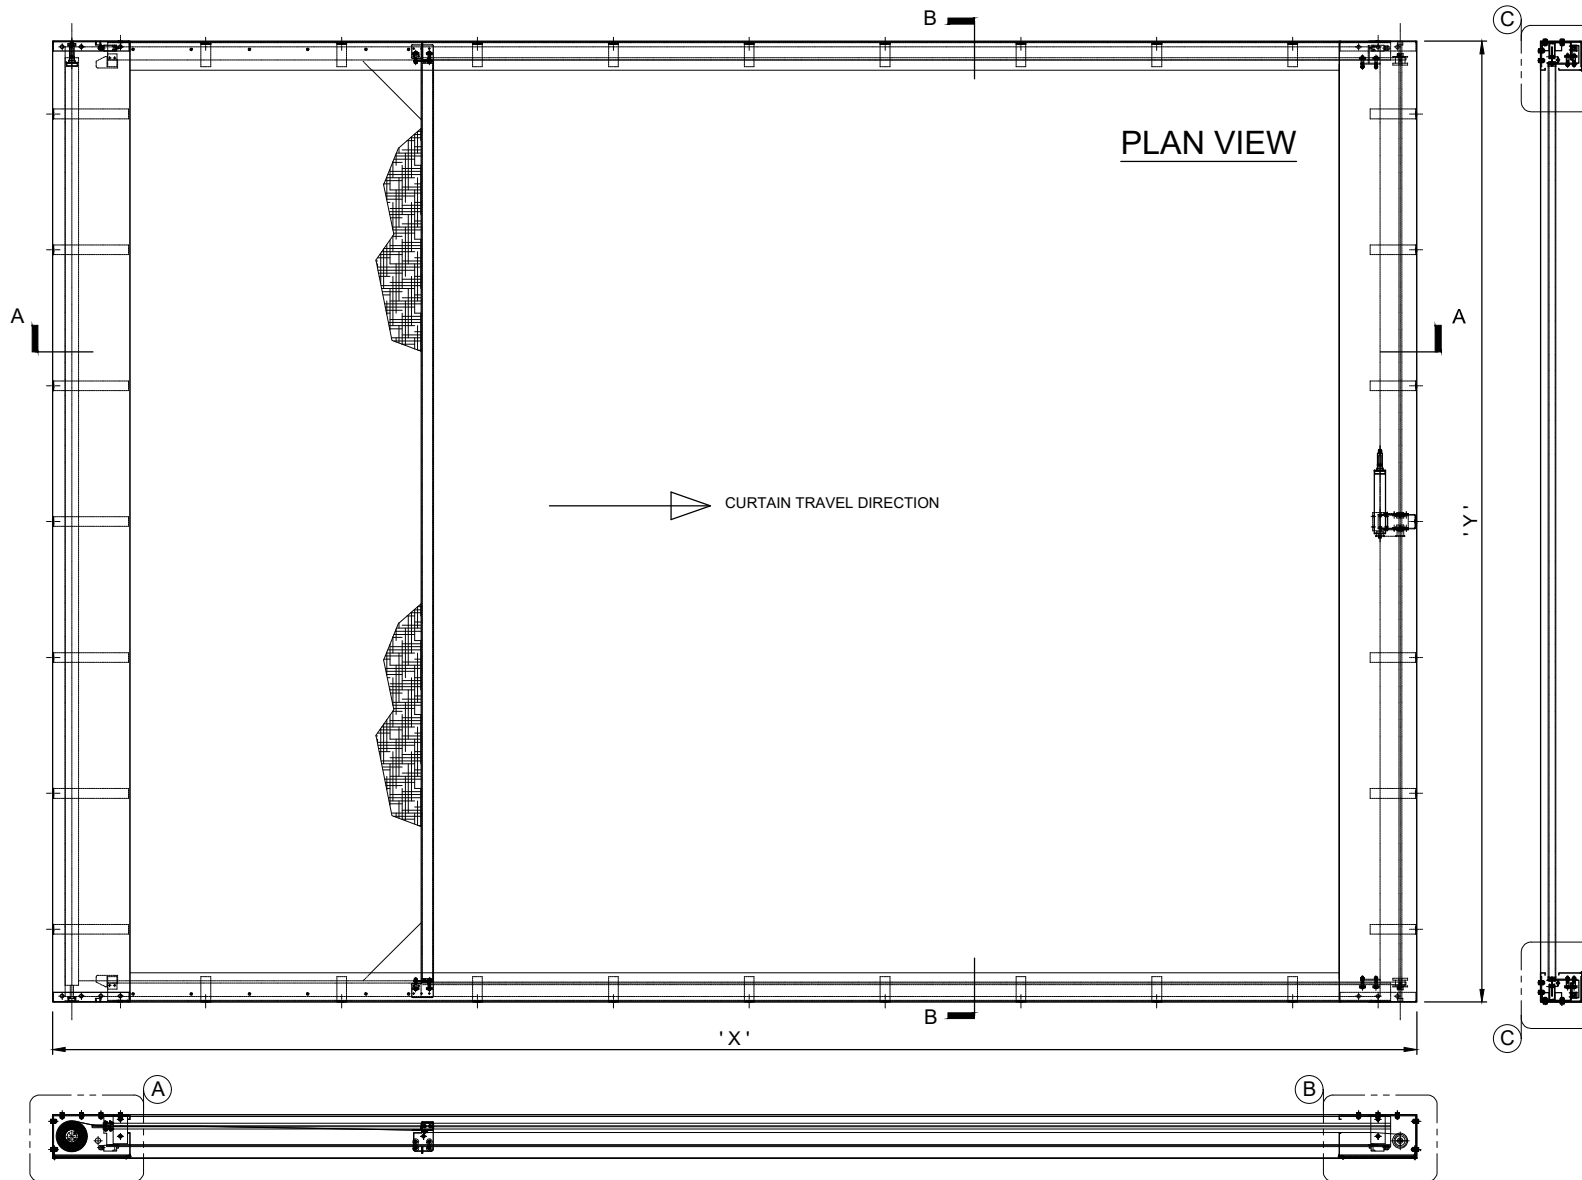 B
C
PLAN VIEW
A
A
CURTAIN TRAVEL DIRECTION
' Y '
B
C
' X '
A
B